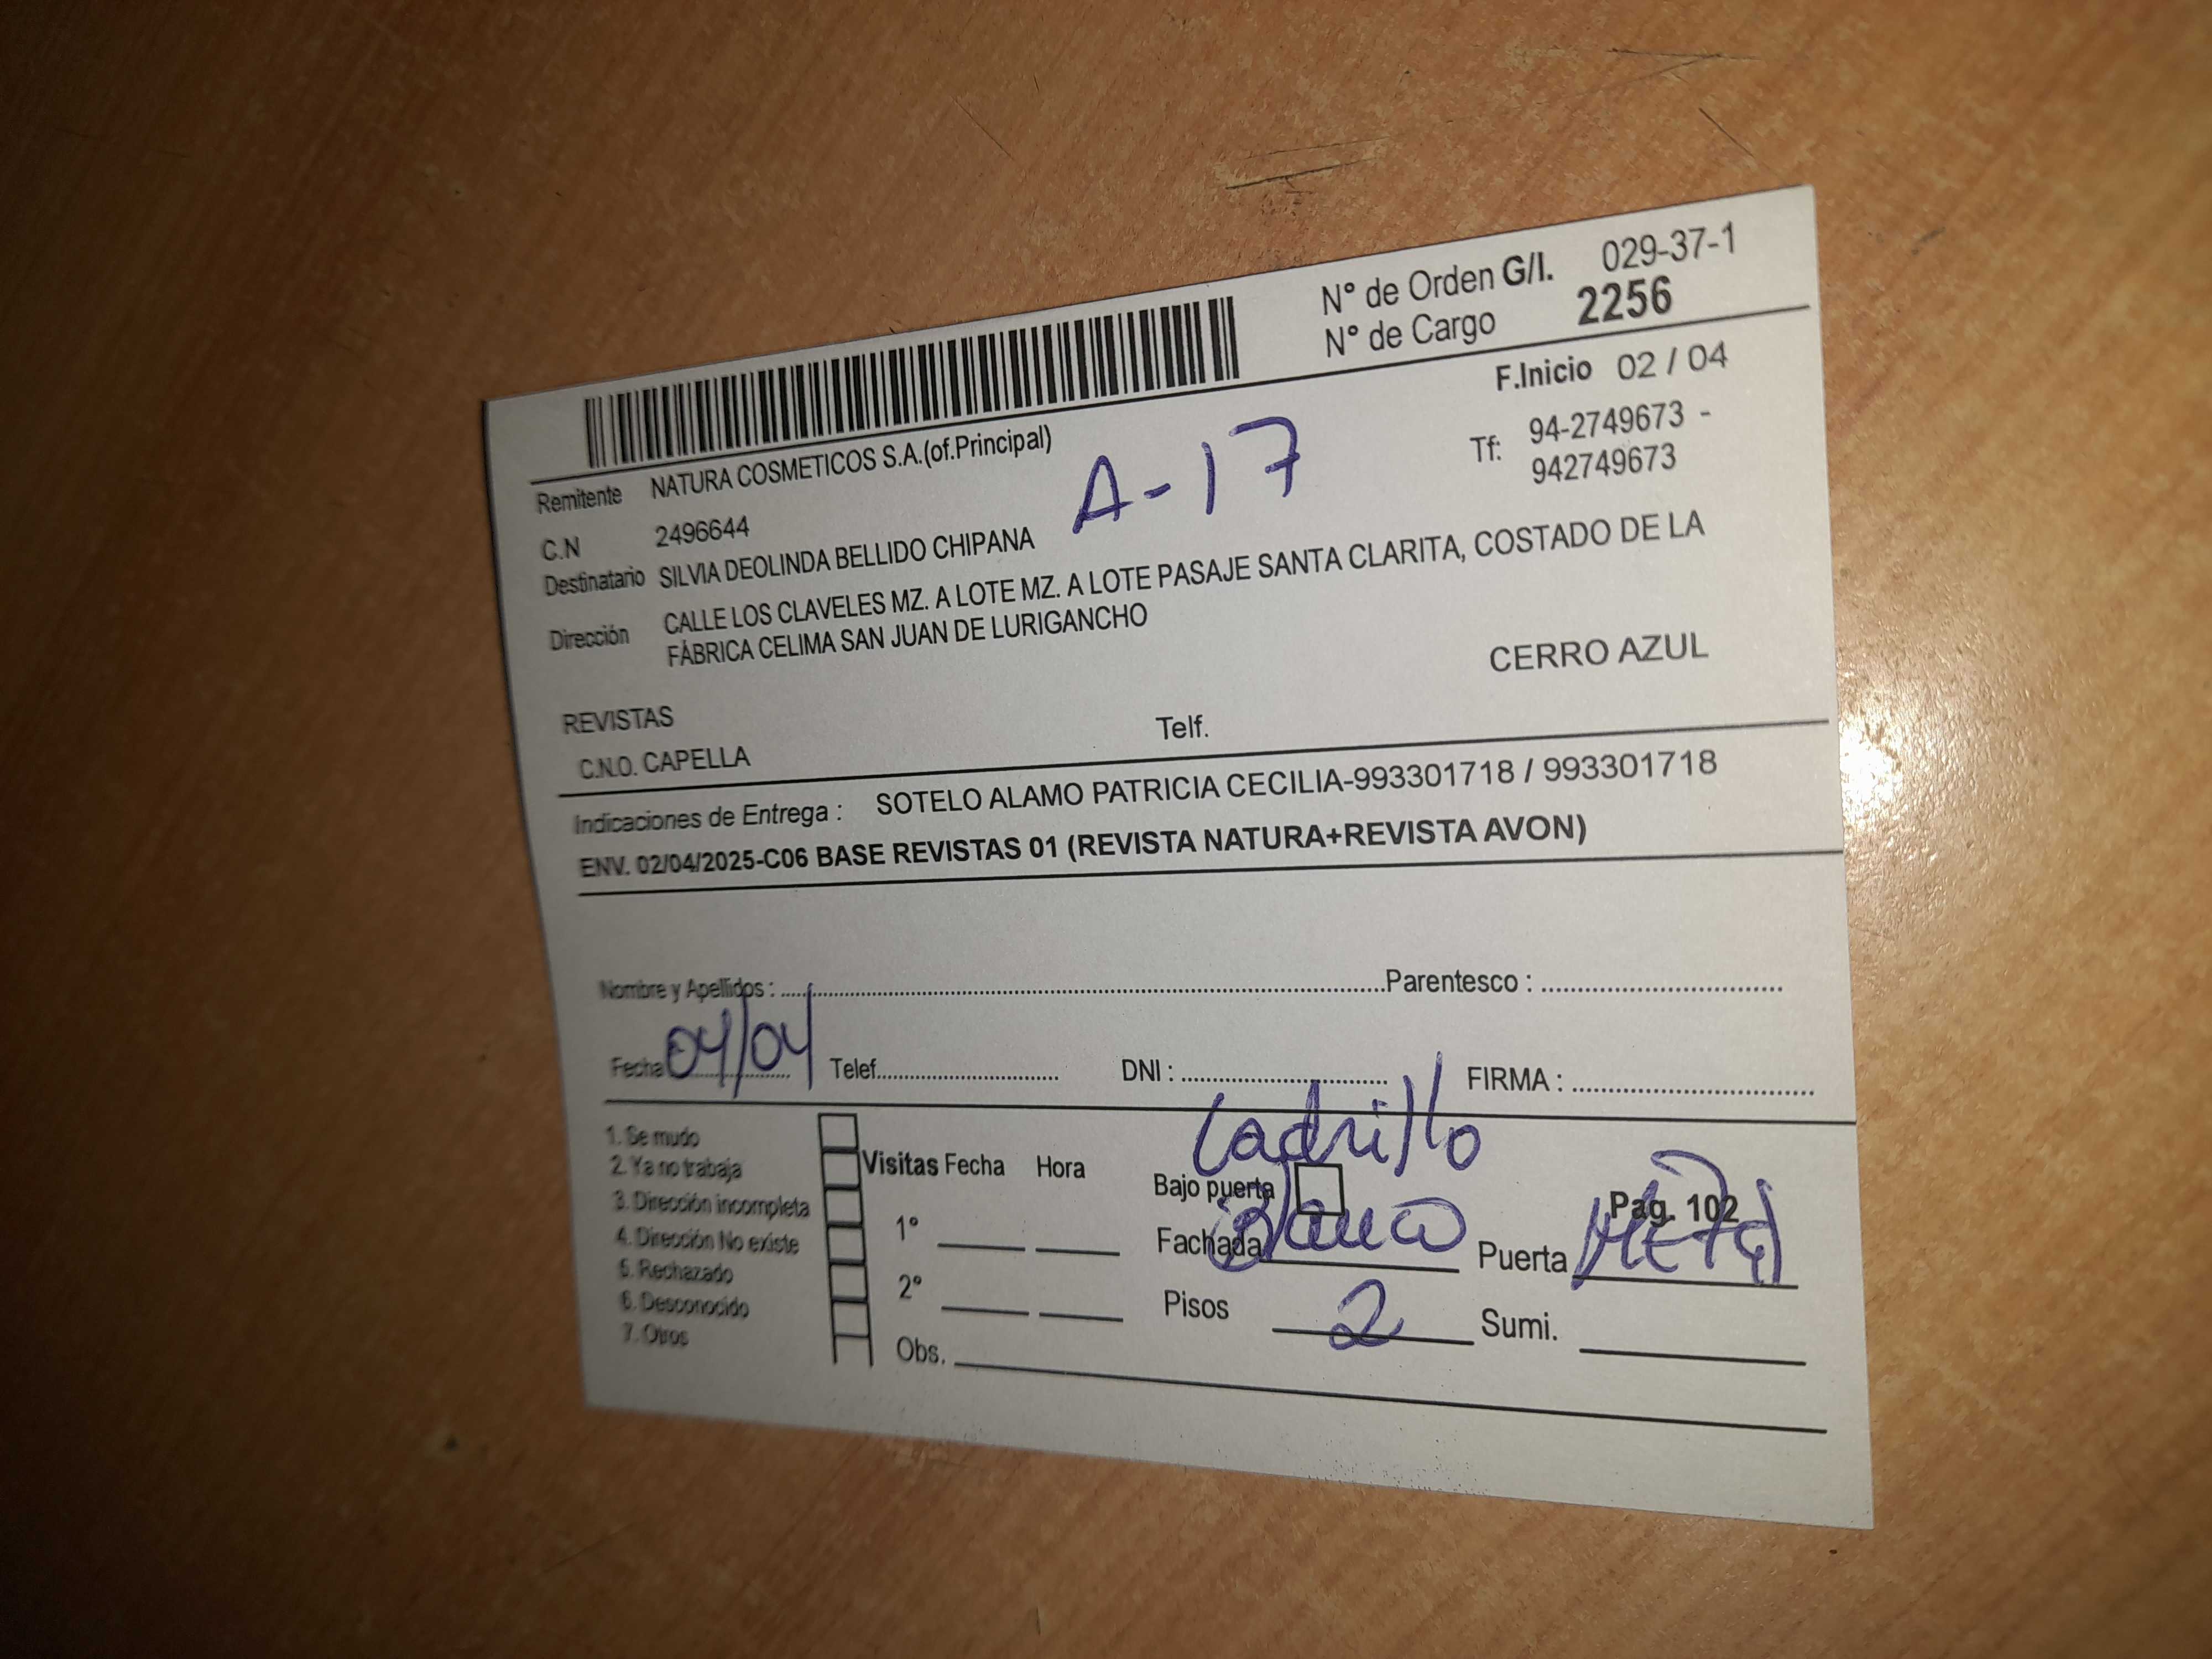 N° de Orden G/I. 029-37-1
N° de Cargo 2256
F.Inicio 02 / 04
Remitente NATURA COSMETICOS S.A.(of.Principal)
A-17
Tf: 94-2749673 -
942749673
C.N 2496644
Destinatario SILVIA DEOLINDA BELLIDO CHIPANA
Dirección CALLE LOS CLAVELES MZ. A LOTE MZ. A LOTE PASAJE SANTA CLARITA, COSTADO DE LA
FÁBRICA CELIMA SAN JUAN DE LURIGANCHO
CERRO AZUL
REVISTAS
C.N.O. CAPELLA Telf.
Indicaciones de Entrega : SOTELO ALAMO PATRICIA CECILIA-993301718 / 993301718
ENV. 02/04/2025-C06 BASE REVISTAS 01 (REVISTA NATURA+REVISTA AVON)
Nombre y Apellidos : Parentesco :
Fecha 04/04 Telef. DNI : FIRMA :
1. Se mudo
2. Ya no trabaja
3. Dirección incompleta
4. Dirección No existe
5. Rechazado
6. Desconocido
7. Otros
Visitas Fecha Hora
1°
2°
Obs.
Ladrillo
Bajo puerta
Pag. 102
Fachada Blanco Puerta Metal
Pisos 2 Sumi.